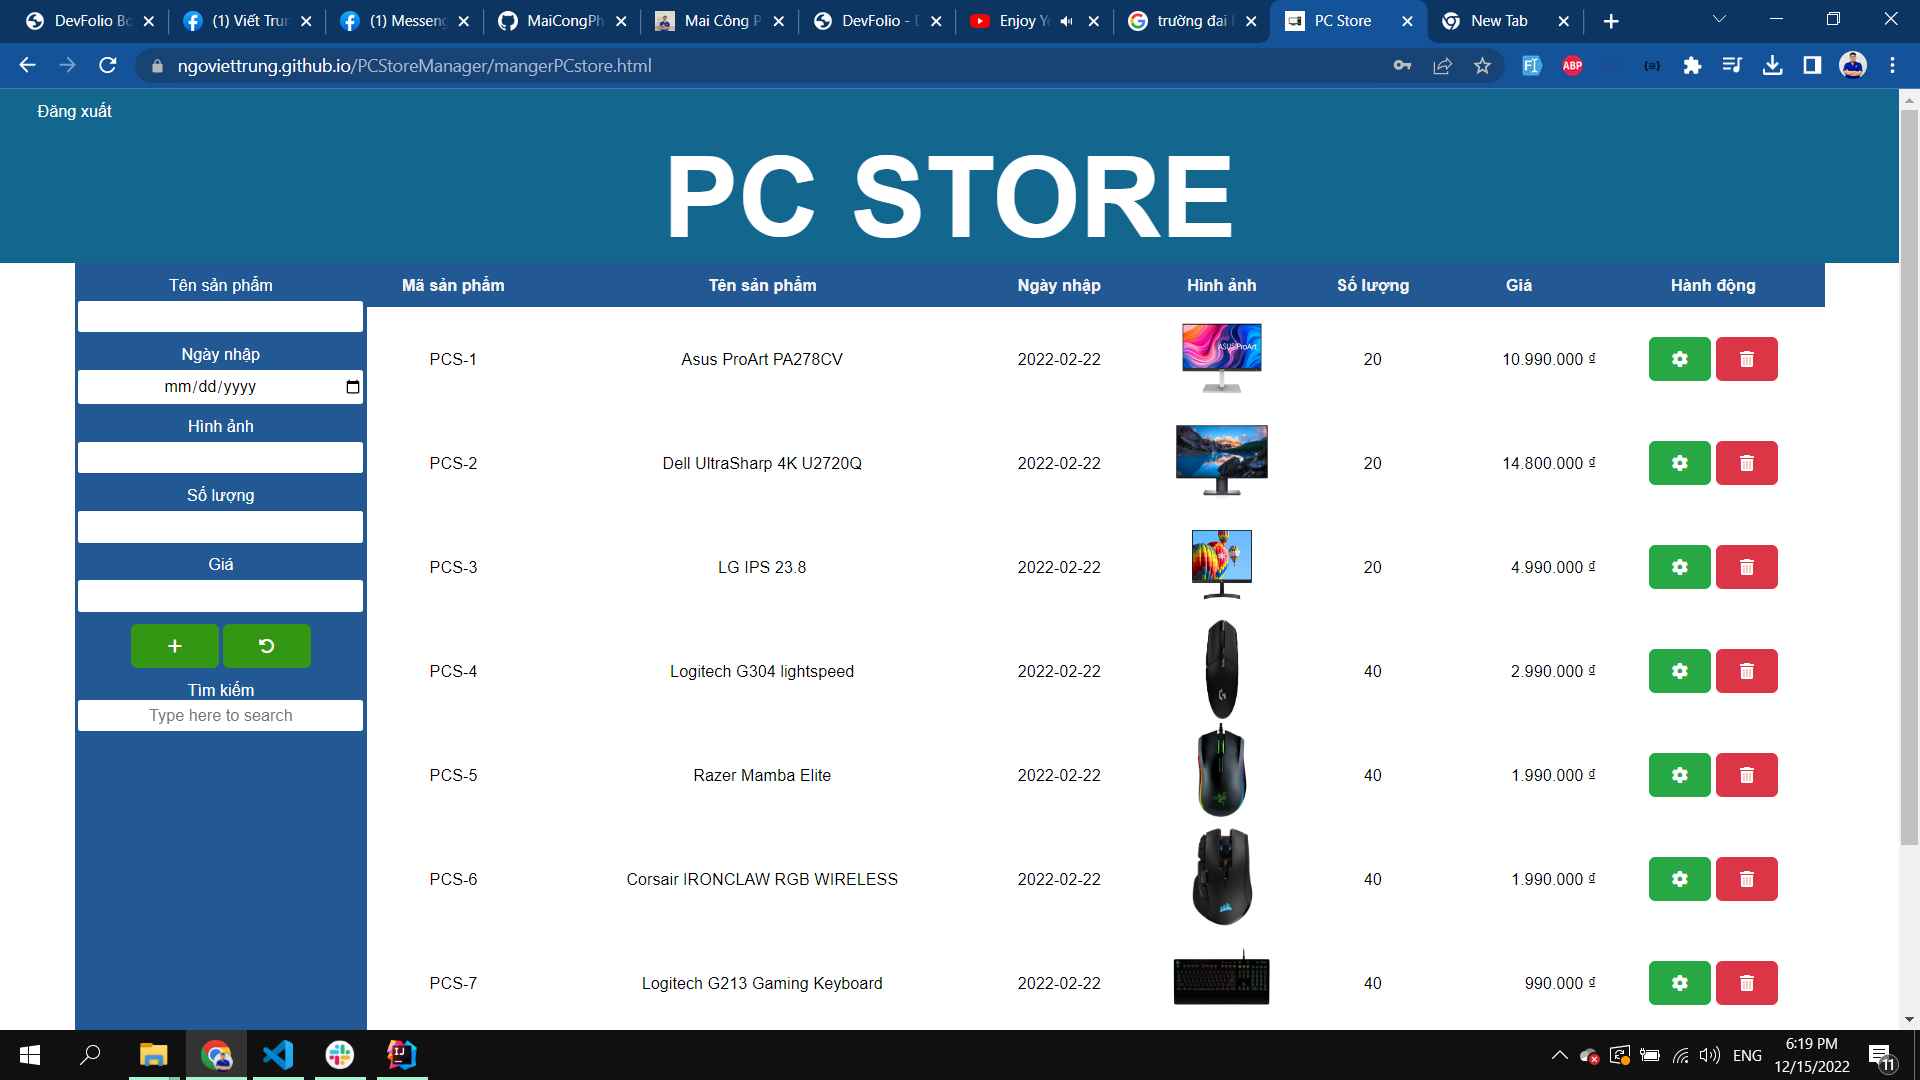 DevFolio Bo
(1) Viết Trun
(1) Messeng
MaiCongPh
Mai Công P
DevFolio - D
Enjoy Yo
trường đai h
PC Store
New Tab
ngoviettrung.github.io/PCStoreManager/mangerPCstore.html
ABP
Đăng xuất
PC STORE
Tên sản phẩm
Ngày nhập
mm/dd/yyyy
Hình ảnh
Số lượng
Giá
Tìm kiếm
Type here to search
Mã sản phẩm Tên sản phẩm Ngày nhập Hình ảnh Số lượng Giá Hành động
PCS-1 Asus ProArt PA278CV 2022-02-22 ASUS ProArt 20 10.990.000 ₫
PCS-2 Dell UltraSharp 4K U2720Q 2022-02-22 20 14.800.000 ₫
PCS-3 LG IPS 23.8 2022-02-22 20 4.990.000 ₫
PCS-4 Logitech G304 lightspeed 2022-02-22 40 2.990.000 ₫
PCS-5 Razer Mamba Elite 2022-02-22 40 1.990.000 ₫
PCS-6 Corsair IRONCLAW RGB WIRELESS 2022-02-22 40 1.990.000 ₫
PCS-7 Logitech G213 Gaming Keyboard 2022-02-22 40 990.000 ₫
ENG
6:19 PM
12/15/2022
11